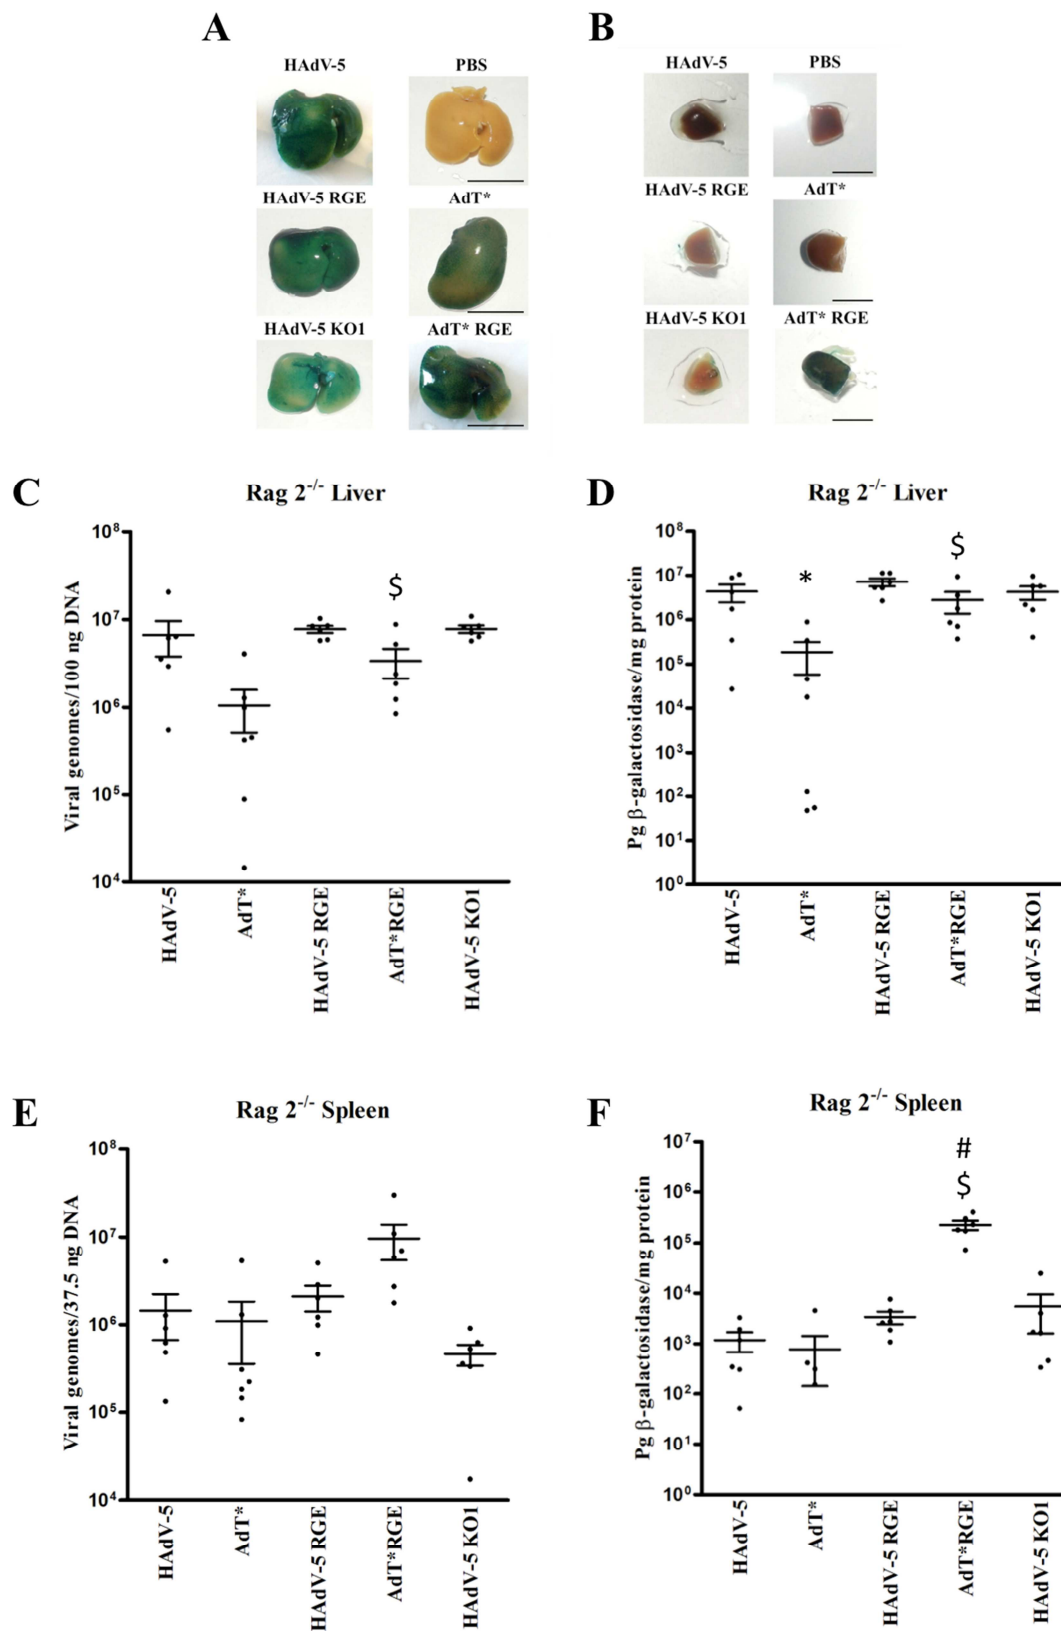 A
B
HAdV-5
PBS
HAdV-5
PBS
HAdV-5 RGE
AdT*
HAdV-5 RGE
AdT*
HAdV-5 KO1
AdT* RGE
HAdV-5 KO1
AdT* RGE
C
Rag 2-/- Liver
Viral genomes/100 ng DNA
10^8
10^7
10^6
10^5
10^4
$
HAdV-5
AdT*
HAdV-5 RGE
AdT*RGE
HAdV-5 KO1
D
Rag 2-/- Liver
Pg β-galactosidase/mg protein
10^8
10^7
10^6
10^5
10^4
10^3
10^2
10^1
10^0
*
$
HAdV-5
AdT*
HAdV-5 RGE
AdT*RGE
HAdV-5 KO1
E
Rag 2-/- Spleen
Viral genomes/37.5 ng DNA
10^8
10^7
10^6
10^5
10^4
HAdV-5
AdT*
HAdV-5 RGE
AdT*RGE
HAdV-5 KO1
F
Rag 2-/- Spleen
Pg β-galactosidase/mg protein
10^7
10^6
10^5
10^4
10^3
10^2
10^1
10^0
#
$
HAdV-5
AdT*
HAdV-5 RGE
AdT*RGE
HAdV-5 KO1